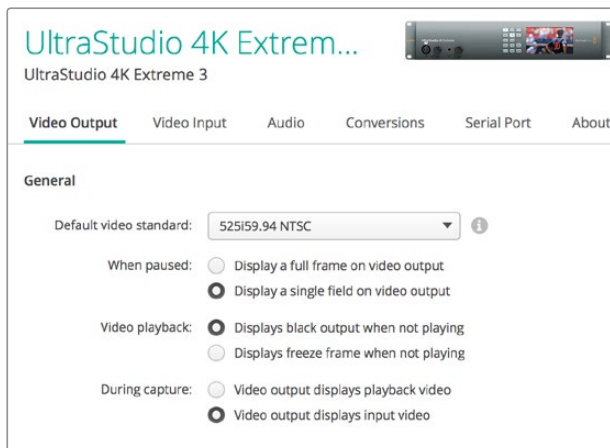 UltraStudio 4K Extrem...
UltraStudio 4K Extreme 3
Video Output Video Input Audio Conversions Serial Port About
General
Default video standard: 525i59.94 NTSC
When paused: Display a full frame on video output
Display a single field on video output
Video playback: Displays black output when not playing
Displays freeze frame when not playing
During capture: Video output displays playback video
Video output displays input video